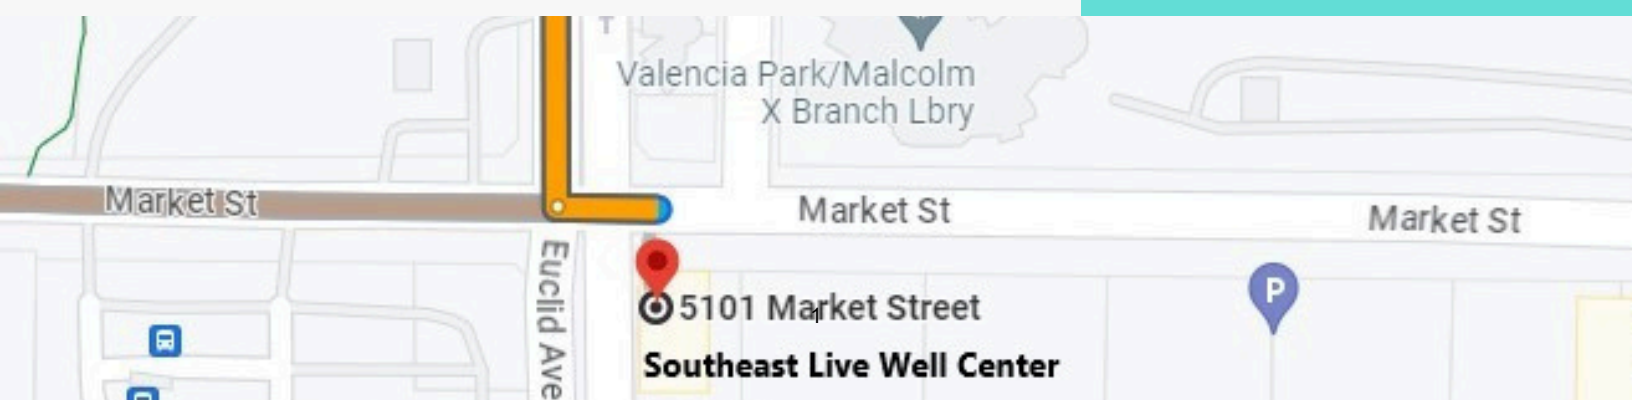 T
Valencia Park/Malcolm
X Branch Lbry
Market St
Market St
Market St
Euclid Ave
5101 Market Street
P
Southeast Live Well Center